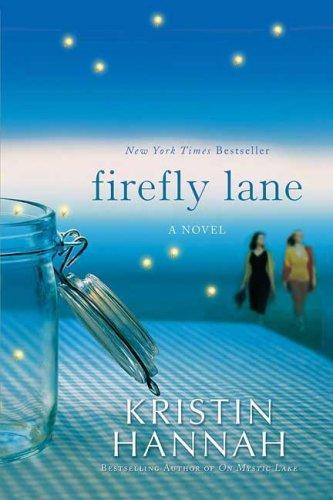 New York Times Bestseller
firefly lane
A NOVEL
KRISTIN
HANNAH
BESTSELLING AUTHOR OF ON MYSTIC LAKE